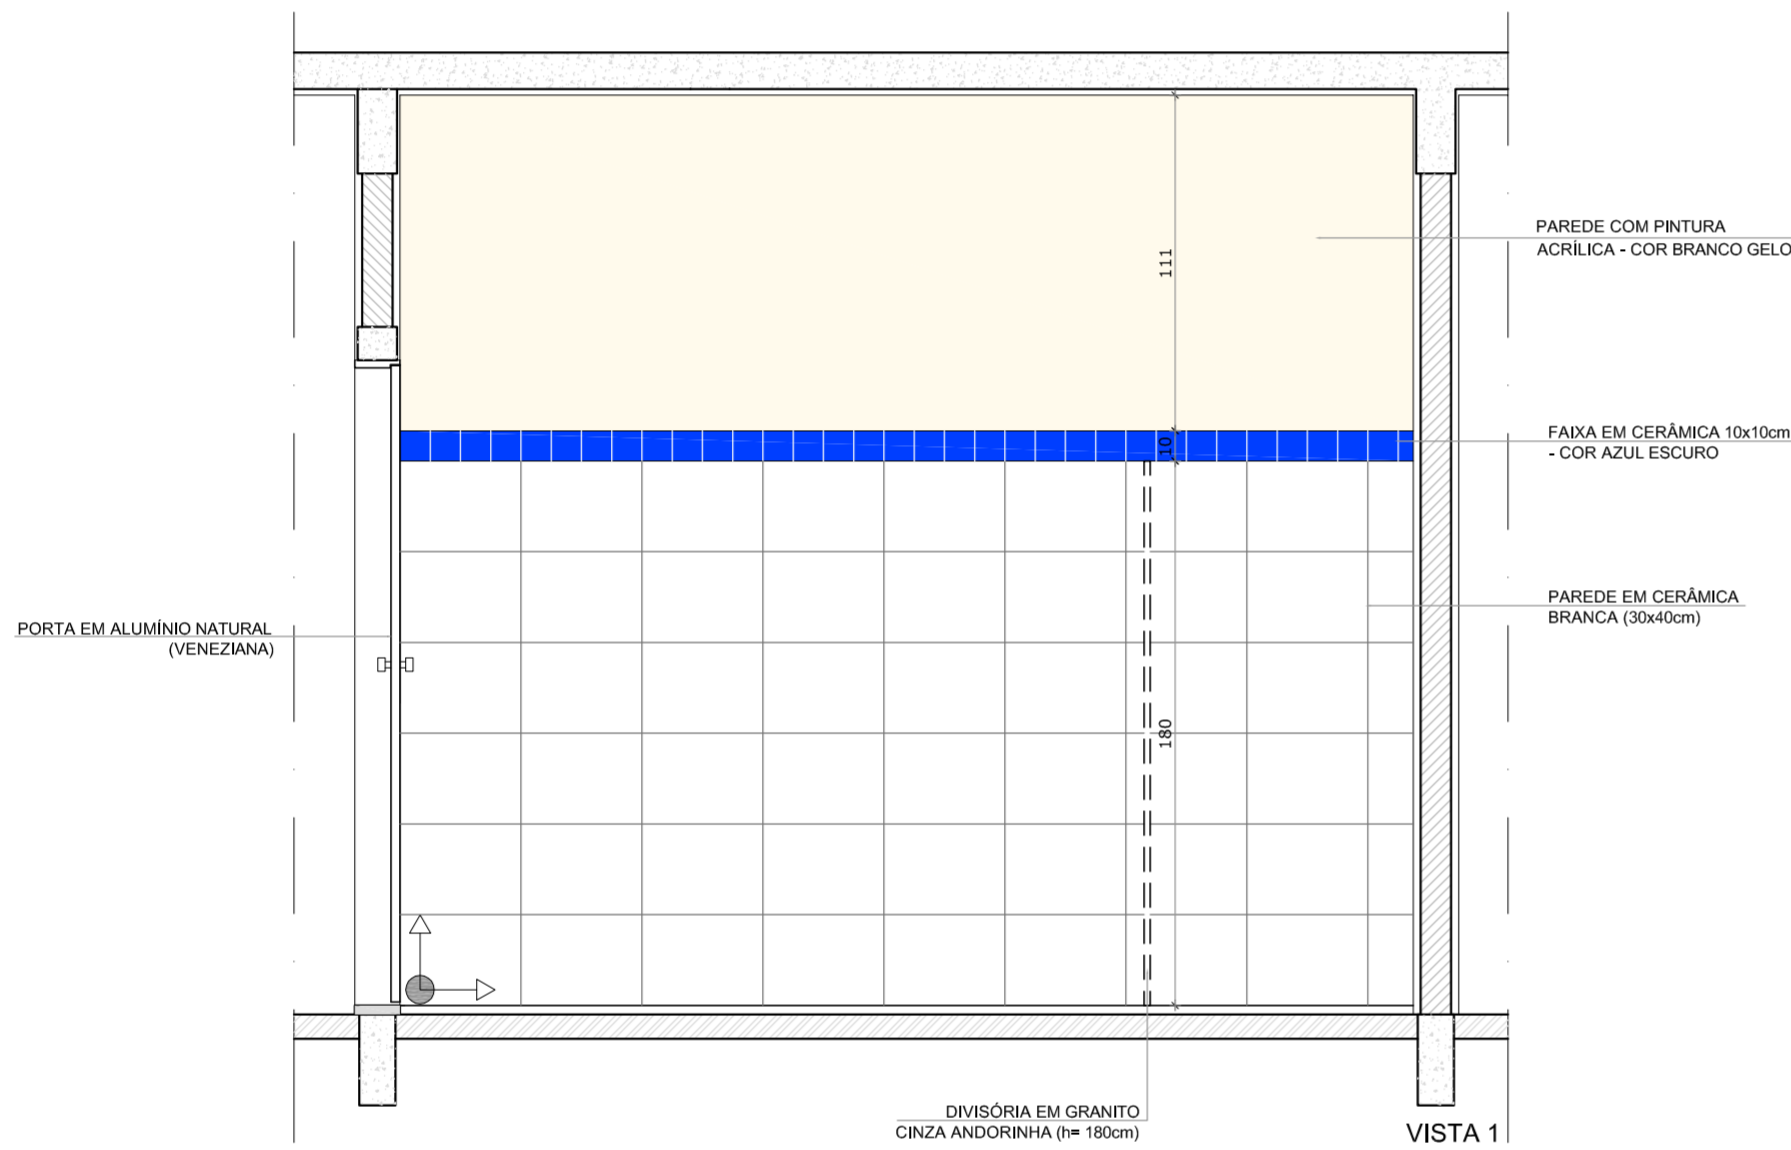 PAREDE COM PINTURA
ACRÍLICA - COR BRANCO GELO
111
FAIXA EM CERÂMICA 10x10cm
- COR AZUL ESCURO
10
PAREDE EM CERÂMICA
BRANCA (30x40cm)
PORTA EM ALUMÍNIO NATURAL
(VENEZIANA)
180
DIVISÓRIA EM GRANITO
CINZA ANDORINHA (h= 180cm)
VISTA 1